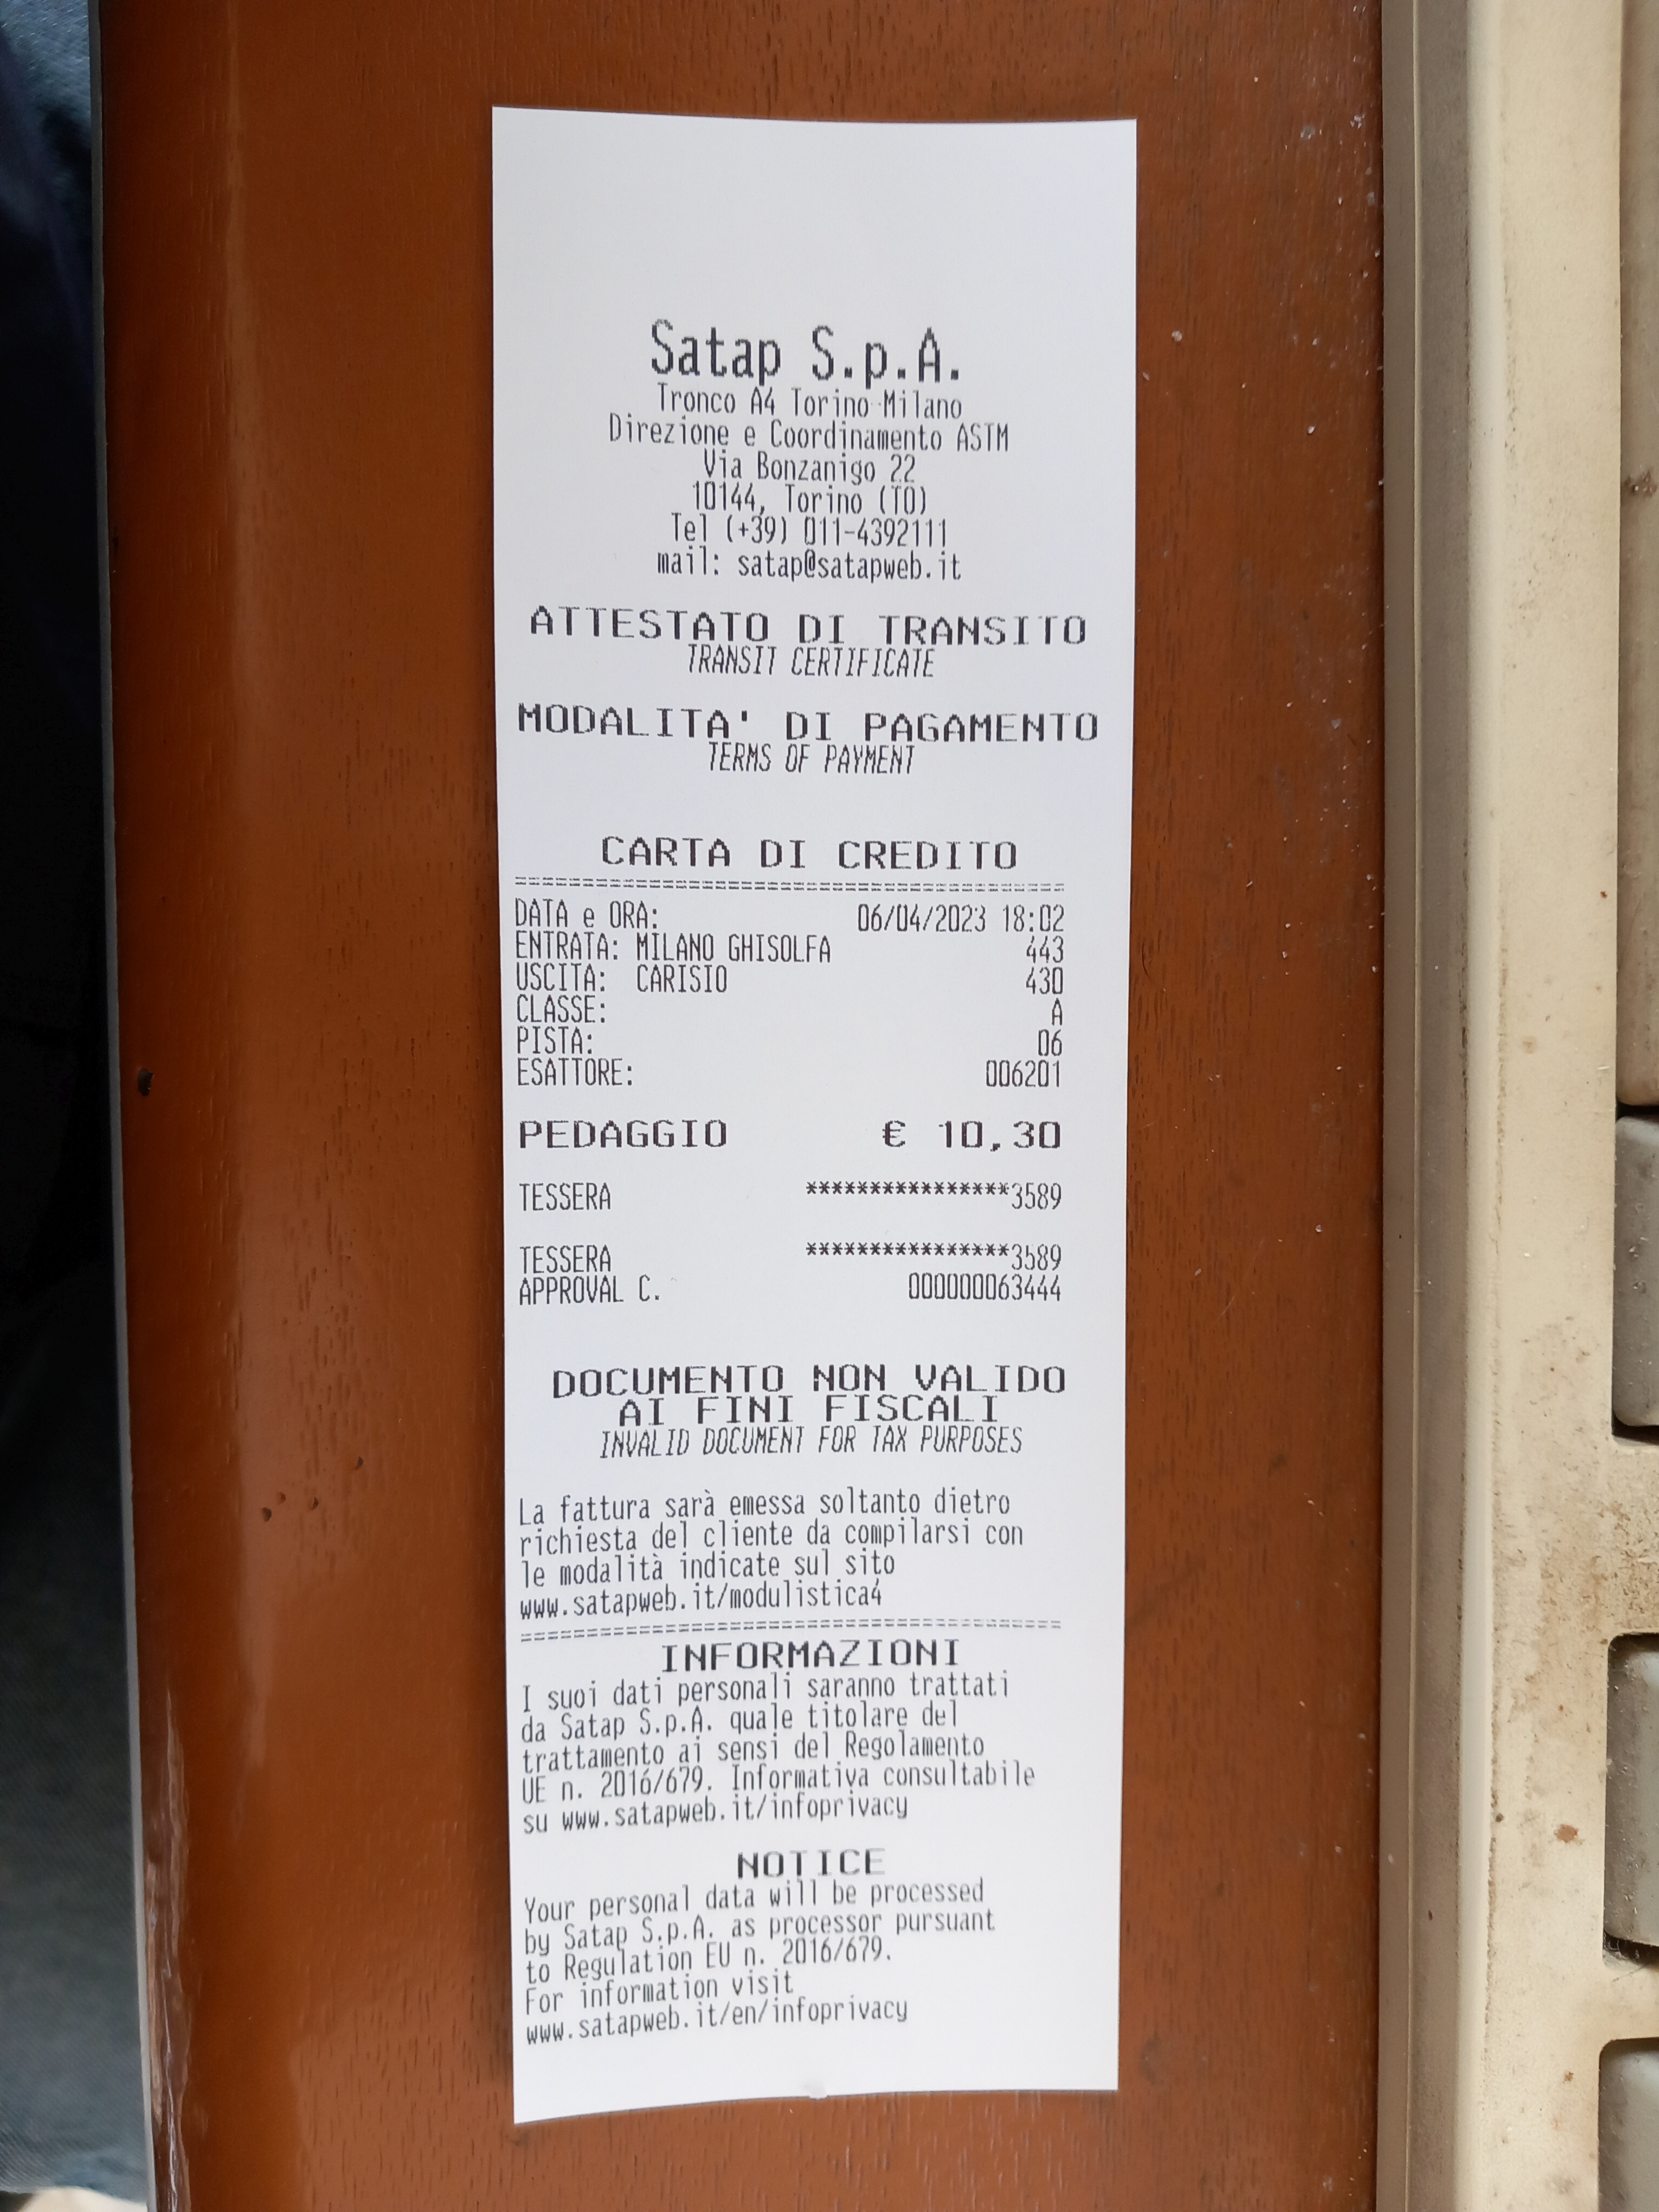 Satap S.p.A.
Tronco A4 Torino-Milano
Direzione e Coordinamento ASTM
Via Bonzanigo 22
10144, Torino (TO)
Tel (+39) 011-4392111
mail: satap@satapweb.it
ATTESTATO DI TRANSITO
TRANSIT CERTIFICATE
MODALITA' DI PAGAMENTO
TERMS OF PAYMENT
CARTA DI CREDITO
========================================
DATA e ORA: 06/04/2023 18:02
ENTRATA: MILANO GHISOLFA 443
USCITA: CARISIO 430
CLASSE: A
PISTA: 06
ESATTORE: 006201
PEDAGGIO € 10,30
TESSERA ****************3589
TESSERA ****************3589
APPROVAL C. 000000063444
DOCUMENTO NON VALIDO
AI FINI FISCALI
INVALID DOCUMENT FOR TAX PURPOSES
La fattura sarà emessa soltanto dietro
richiesta del cliente da compilarsi con
le modalità indicate sul sito
www.satapweb.it/modulistica4
========================================
INFORMAZIONI
I suoi dati personali saranno trattati
da Satap S.p.A. quale titolare del
trattamento ai sensi del Regolamento
UE n. 2016/679. Informativa consultabile
su www.satapweb.it/infoprivacy
NOTICE
Your personal data will be processed
by Satap S.p.A. as processor pursuant
to Regulation EU n. 2016/679.
For information visit
www.satapweb.it/en/infoprivacy